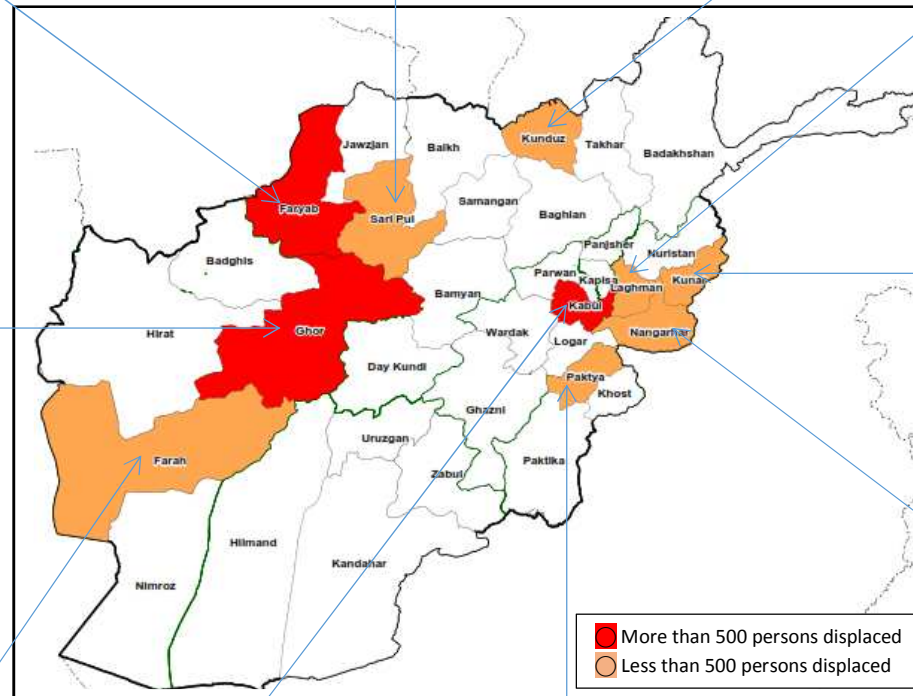 Jawzjan
Balkh
Kunduz
Takhar
Badakhshan
Faryab
Sari Pul
Samangan
Baghlan
Badghis
Panjsher
Nuristan
Parwan
Kapisa
Laghman
Kunar
Bamyan
Kabul
Hirat
Ghor
Wardak
Logar
Nangarhar
Day Kundi
Paktya
Khost
Ghazni
Uruzgan
Farah
Zabul
Paktika
Hilmand
Kandahar
Nimroz
More than 500 persons displaced
Less than 500 persons displaced